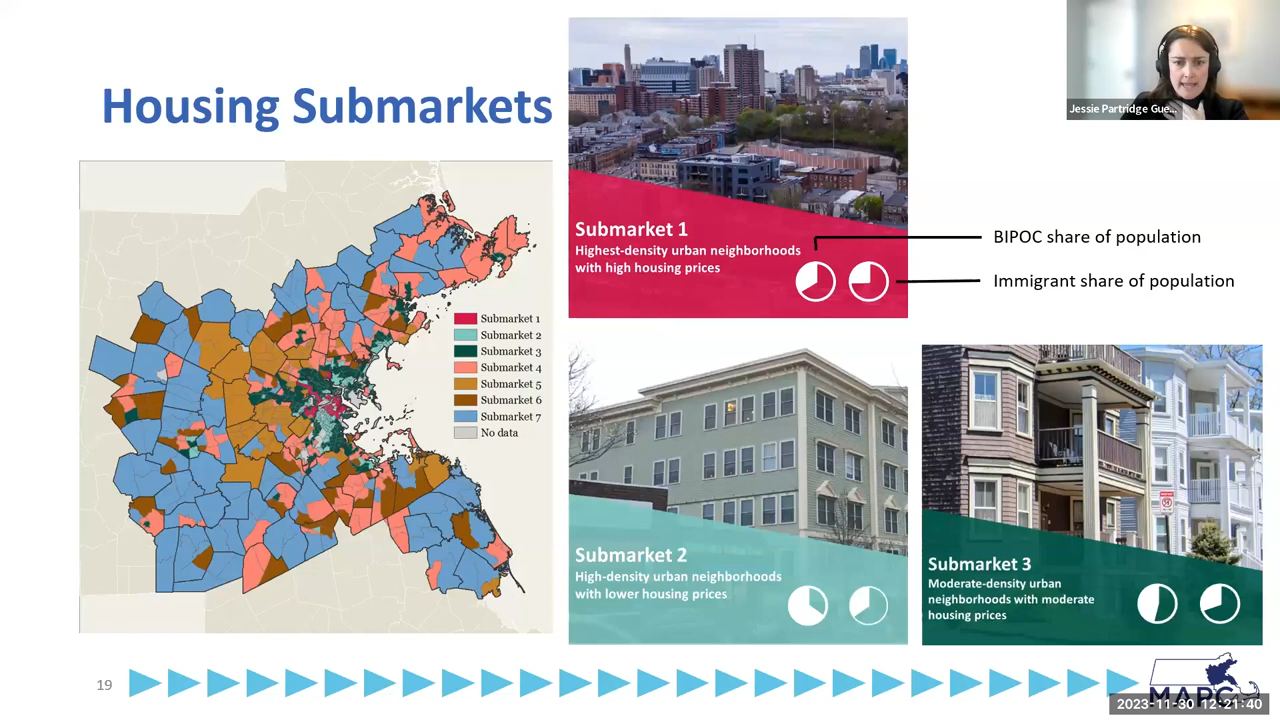 Housing Submarkets
Submarket 1
Submarket 2
Submarket 3
Submarket 4
Submarket 5
Submarket 6
Submarket 7
No data
Submarket 1
Highest-density urban neighborhoods
with high housing prices
BIPOC share of population
Immigrant share of population
Submarket 2
High-density urban neighborhoods
with lower housing prices
Submarket 3
Moderate-density urban
neighborhoods with moderate
housing prices
Jessie Partridge Gue...
19
MAPC
2023-11-30 12:21:40